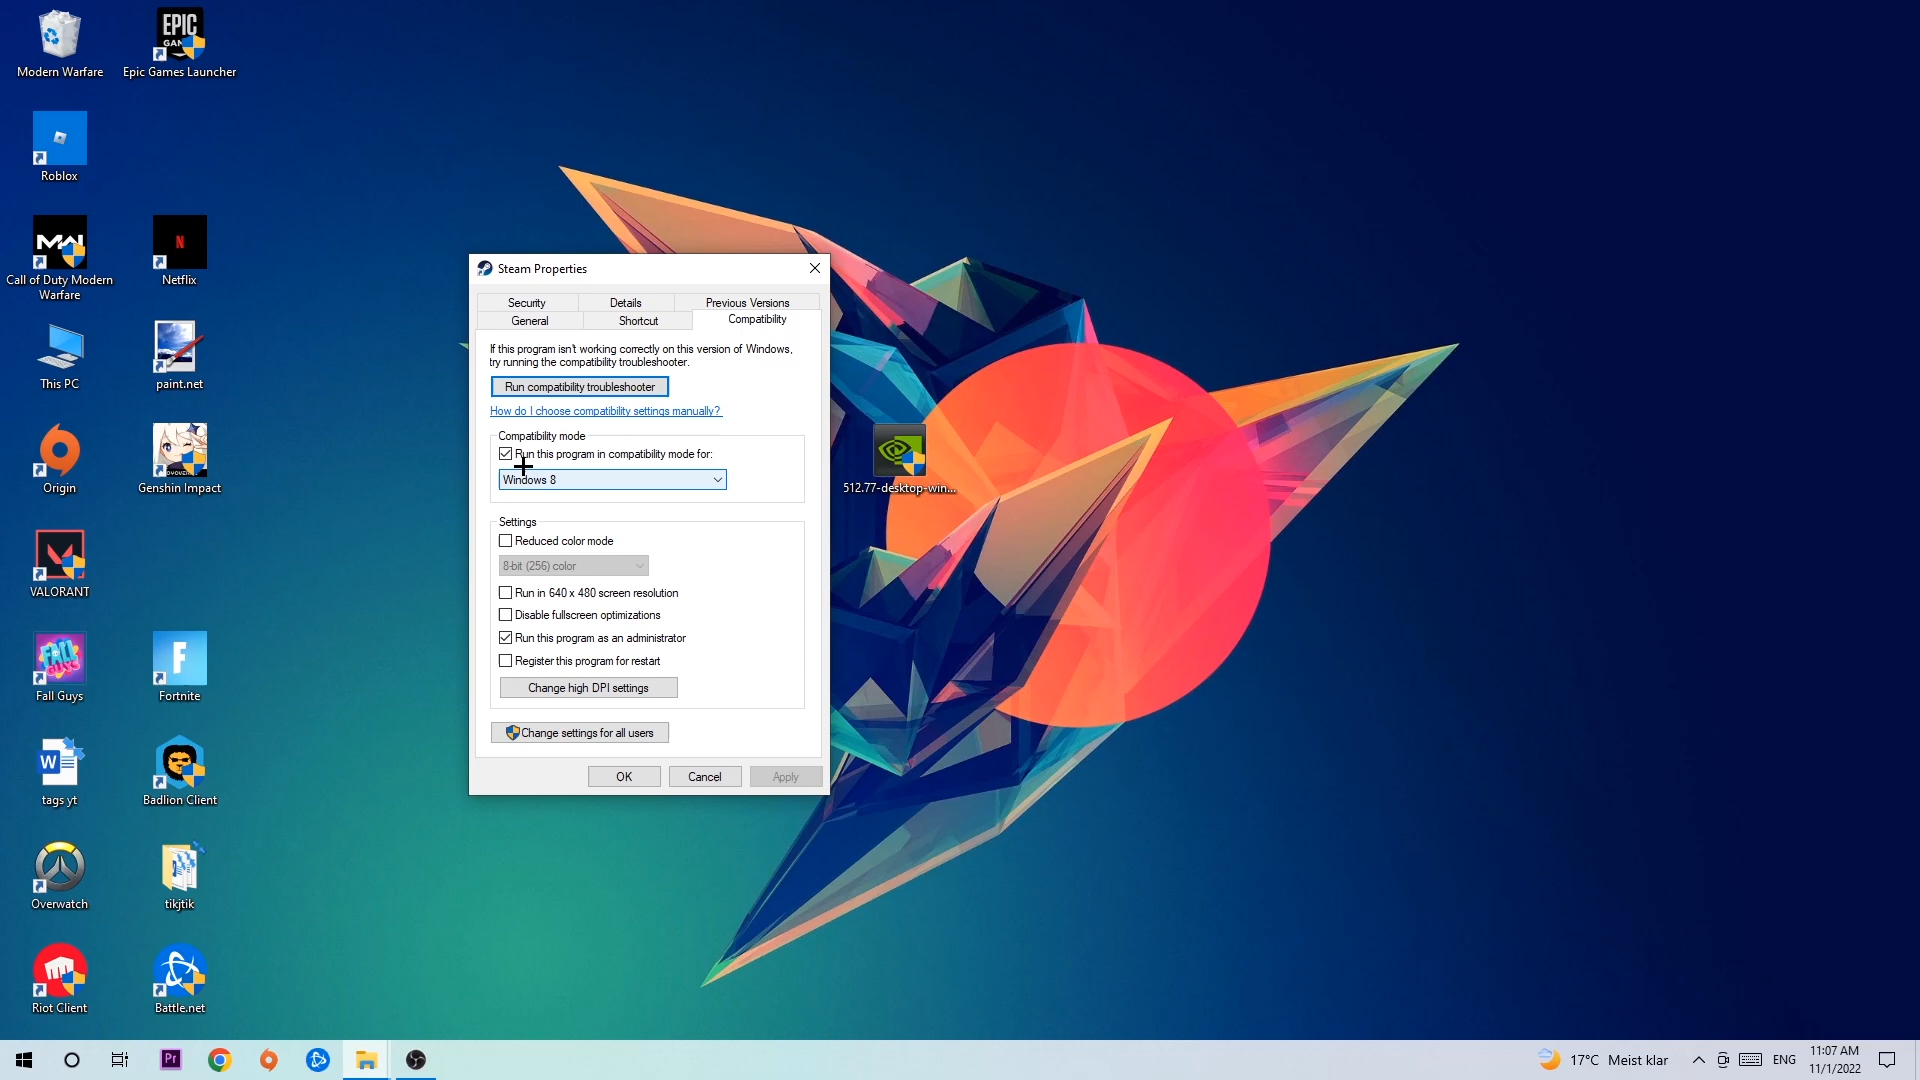 Modern Warfare
EPIC
GAMES
Epic Games Launcher
Roblox
MW
Call of Duty Modern
Warfare
N
Netflix
This PC
paint.net
Origin
Genshin Impact
VALORANT
FALL
GUYS
Fall Guys
F
Fortnite
W
tags yt
Badlion Client
Overwatch
tikjtik
Riot Client
Battle.net
512.77-desktop-win...
Steam Properties
Security
Details
Previous Versions
General
Shortcut
Compatibility
If this program isn't working correctly on this version of Windows,
try running the compatibility troubleshooter.
Run compatibility troubleshooter
How do I choose compatibility settings manually?
Compatibility mode
Run this program in compatibility mode for:
Windows 8
Settings
Reduced color mode
8-bit (256) color
Run in 640 x 480 screen resolution
Disable fullscreen optimizations
Run this program as an administrator
Register this program for restart
Change high DPI settings
Change settings for all users
OK
Cancel
Apply
Pr
17°C Meist klar
ENG
11:07 AM
11/1/2022